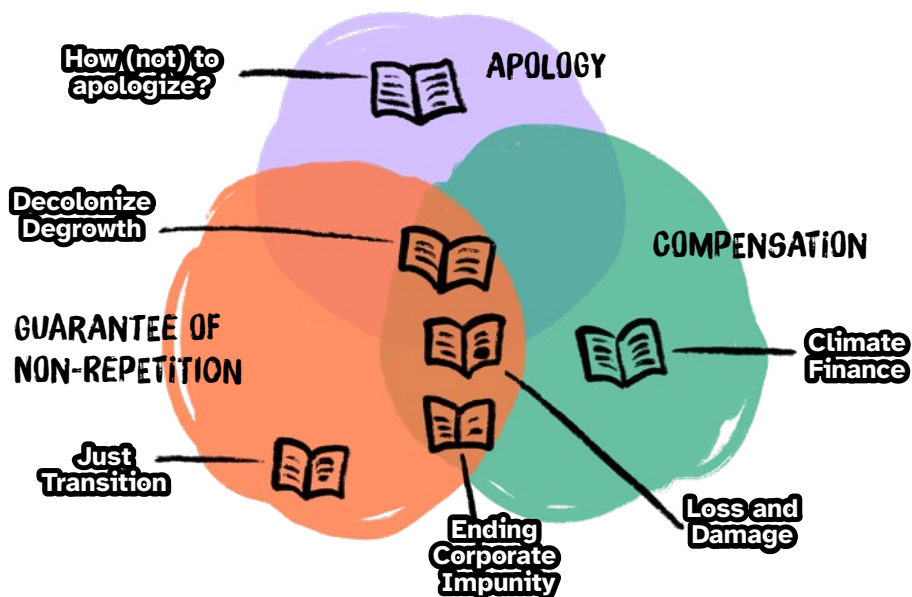 How (not) to
apologize?
APOLOGY
Decolonize
Degrowth
COMPENSATION
GUARANTEE OF
NON-REPETITION
Climate
Finance
Just
Transition
Loss and
Damage
Ending
Corporate
Impunity